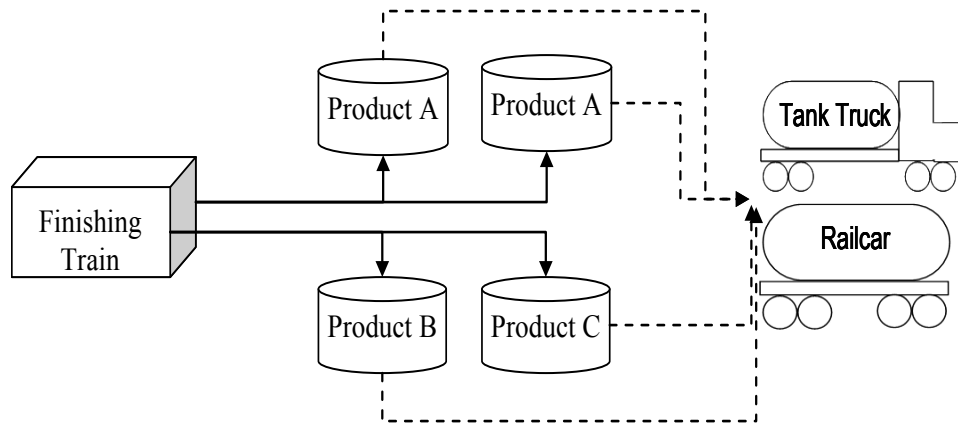 Product A
Product A
Tank Truck
Finishing
Train
Railcar
Product B
Product C